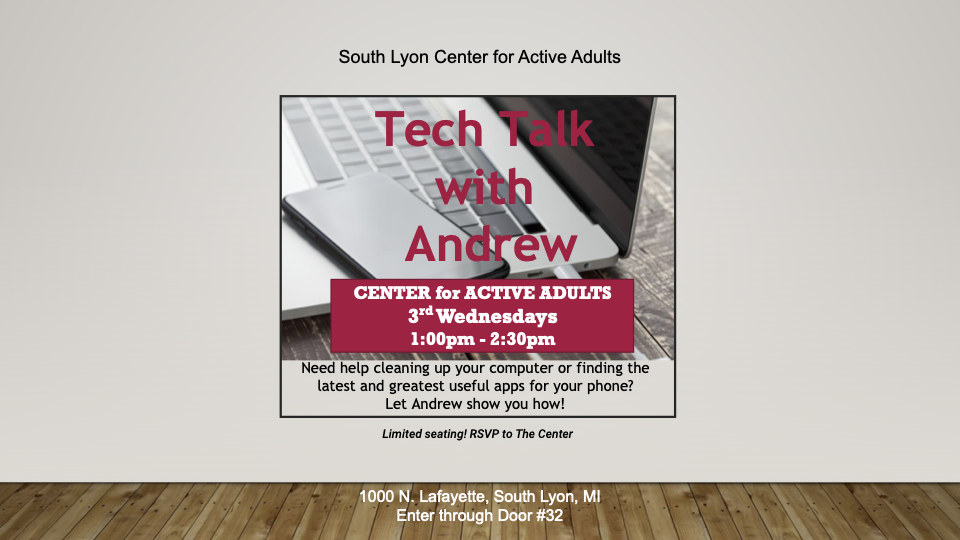 South Lyon Center for Active Adults
Tech Talk
with
Andrew
CENTER for ACTIVE ADULTS
3rd Wednesdays
1:00pm - 2:30pm
Need help cleaning up your computer or finding the
latest and greatest useful apps for your phone?
Let Andrew show you how!
Limited seating! RSVP to The Center
1000 N. Lafayette, South Lyon, MI
Enter through Door #32